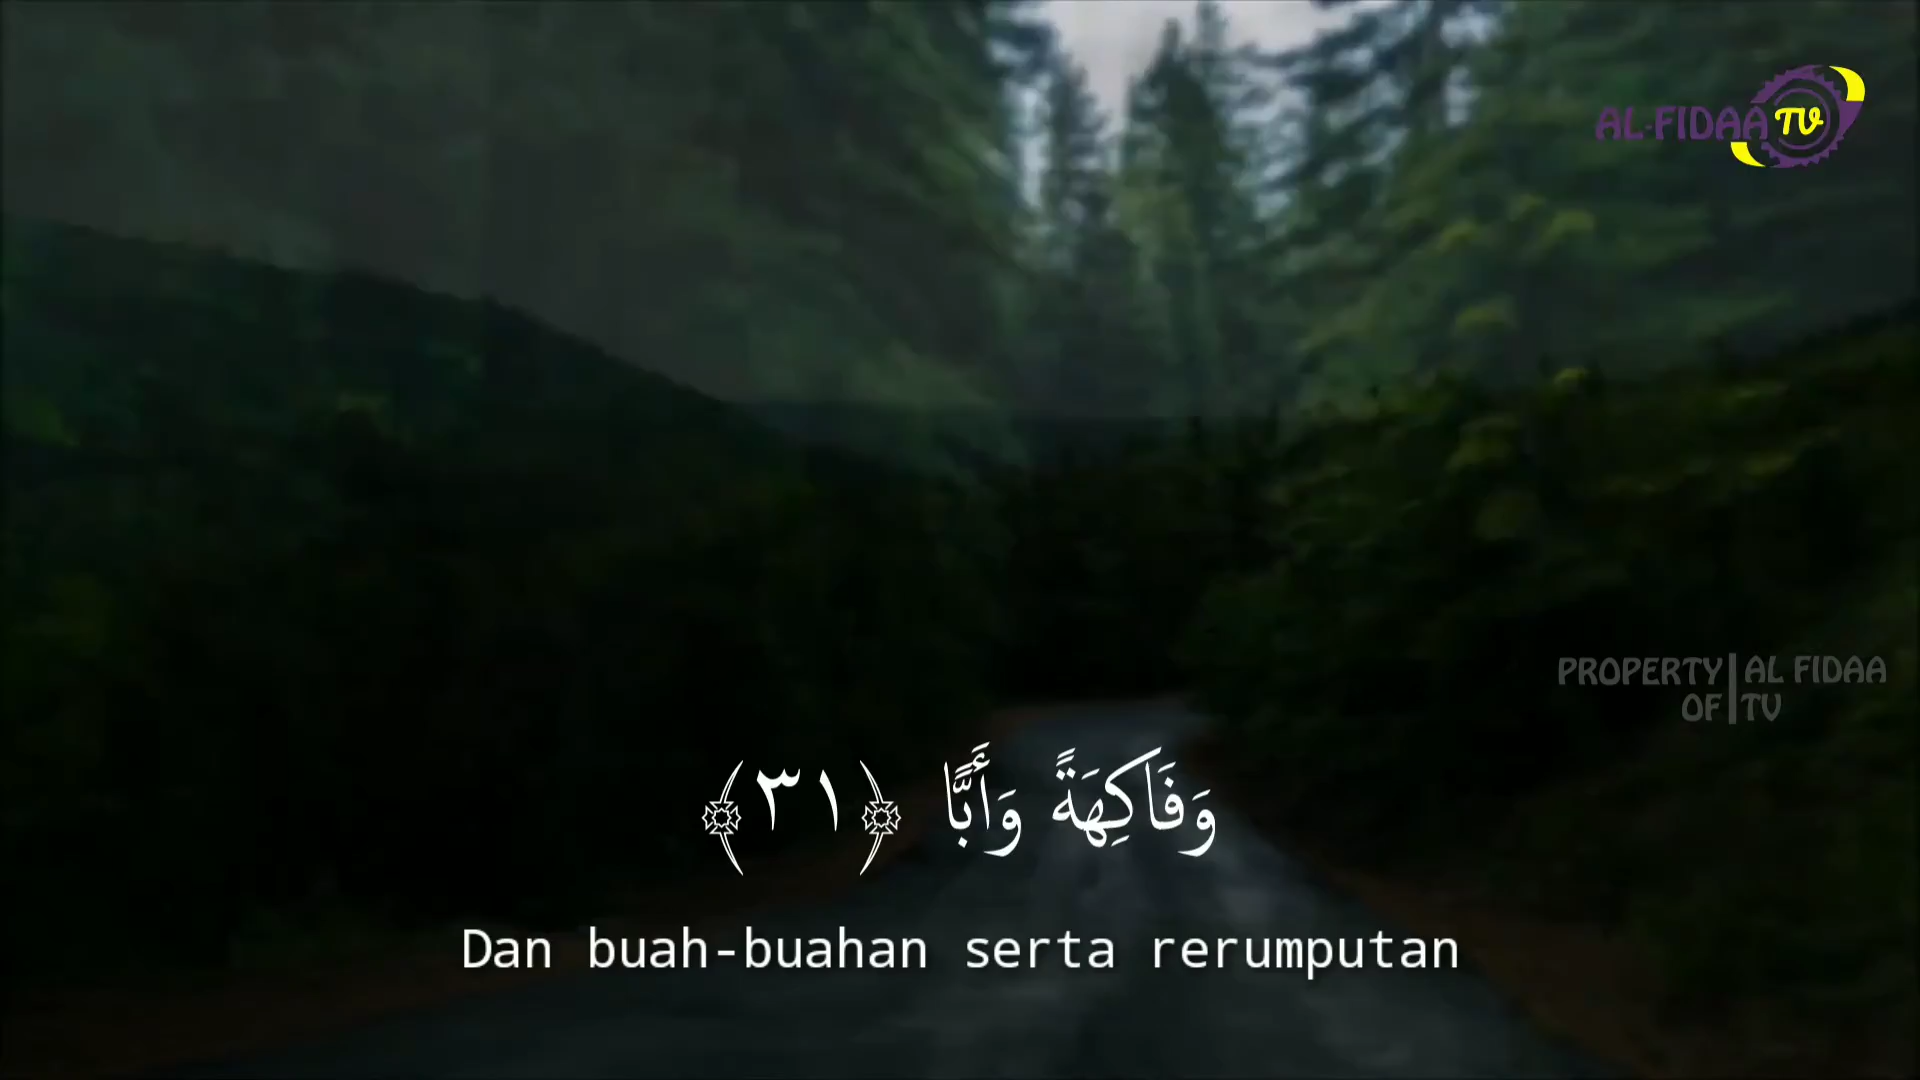 AL-FIDAA TV
PROPERTY OF | AL FIDAA TV
وَفَاكِهَةً وَأَبًّا ﴿٣١﴾
Dan buah-buahan serta rerumputan